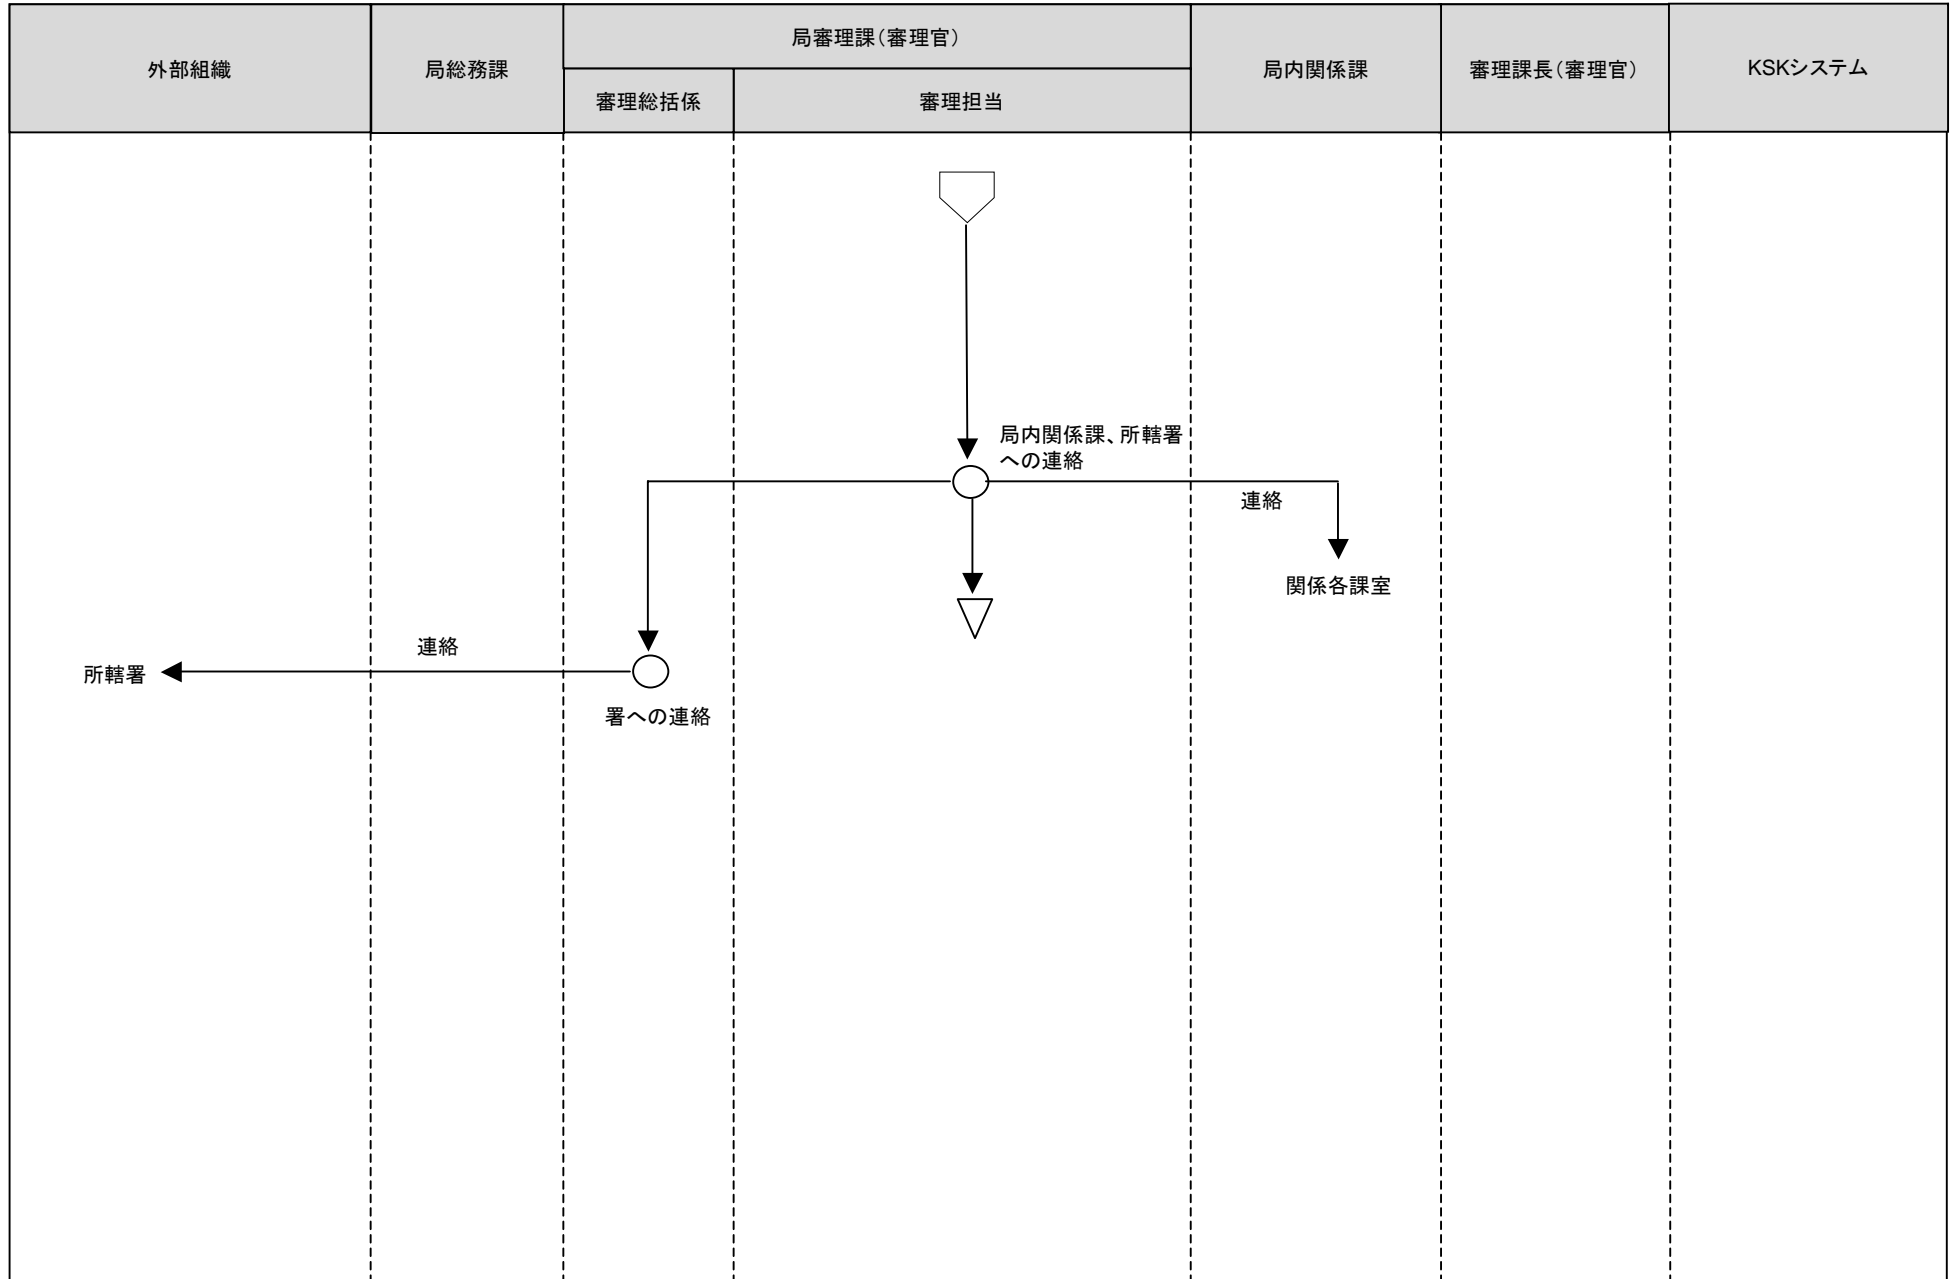 外部組織
局総務課
局審理課（審理官）
審理総括係
審理担当
局内関係課
審理課長（審理官）
KSKシステム
局内関係課、所轄署
への連絡
連絡
関係各課室
連絡
所轄署
署への連絡